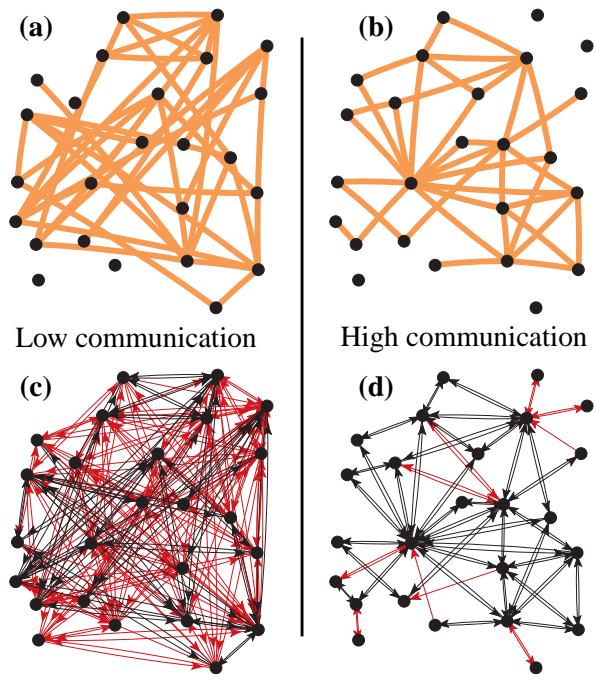 (a)
(b)
Low communication
High communication
(c)
(d)